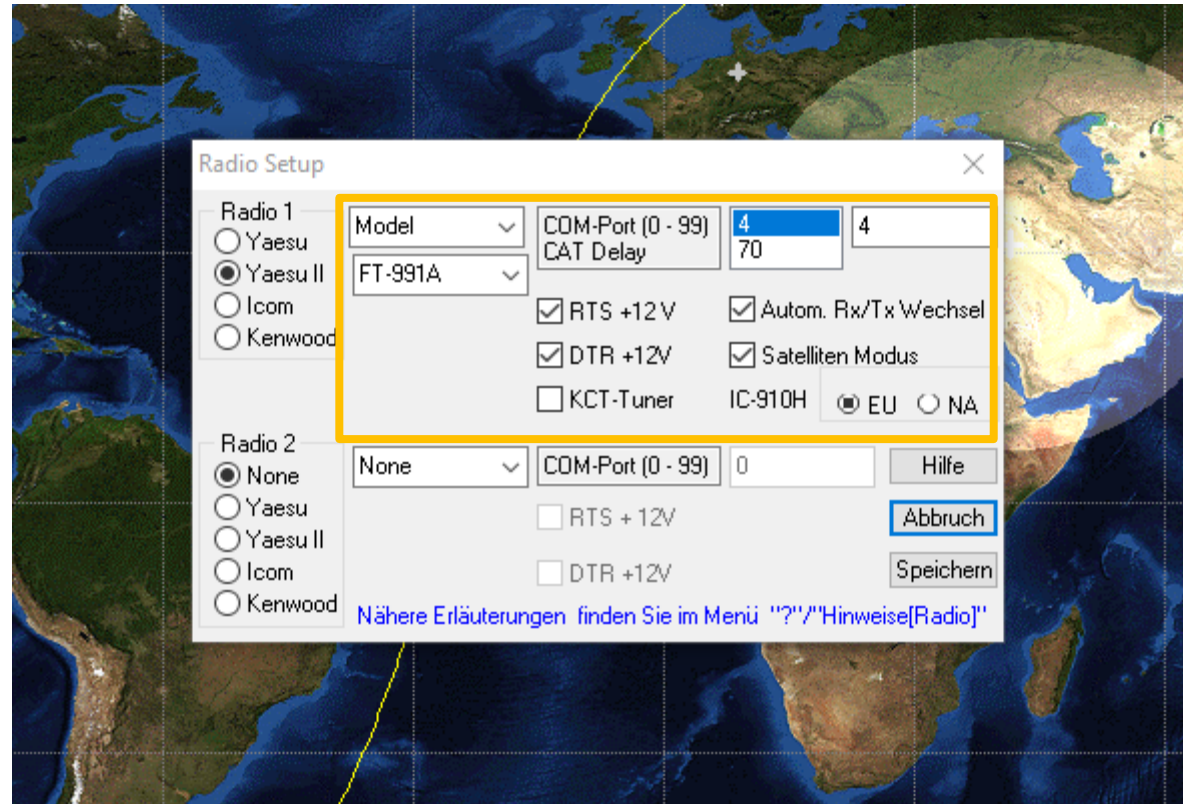 Radio Setup
Radio 1
Yaesu
Yaesu II
Icom
Kenwood
Model
FT-991A
COM-Port (0 - 99)
CAT Delay
4
70
4
RTS +12 V
Autom. Rx/Tx Wechsel
DTR +12V
Satelliten Modus
KCT-Tuner
IC-910H
EU
NA
Radio 2
None
Yaesu
Yaesu II
Icom
Kenwood
None
COM-Port (0 - 99)
0
Hilfe
RTS + 12V
Abbruch
DTR +12V
Speichern
Nähere Erläuterungen finden Sie im Menü "?"/"Hinweise[Radio]"